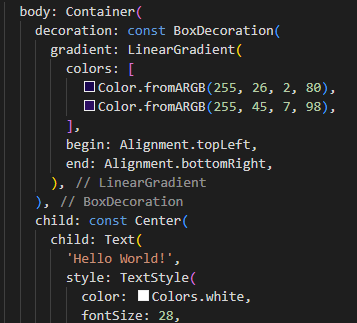 body: Container(
decoration: const BoxDecoration(
gradient: LinearGradient(
colors: [
Color.fromARGB(255, 26, 2, 80),
Color.fromARGB(255, 45, 7, 98),
],
begin: Alignment.topLeft,
end: Alignment.bottomRight,
), // LinearGradient
), // BoxDecoration
child: const Center(
child: Text(
'Hello World!',
style: TextStyle(
color: Colors.white,
fontSize: 28,